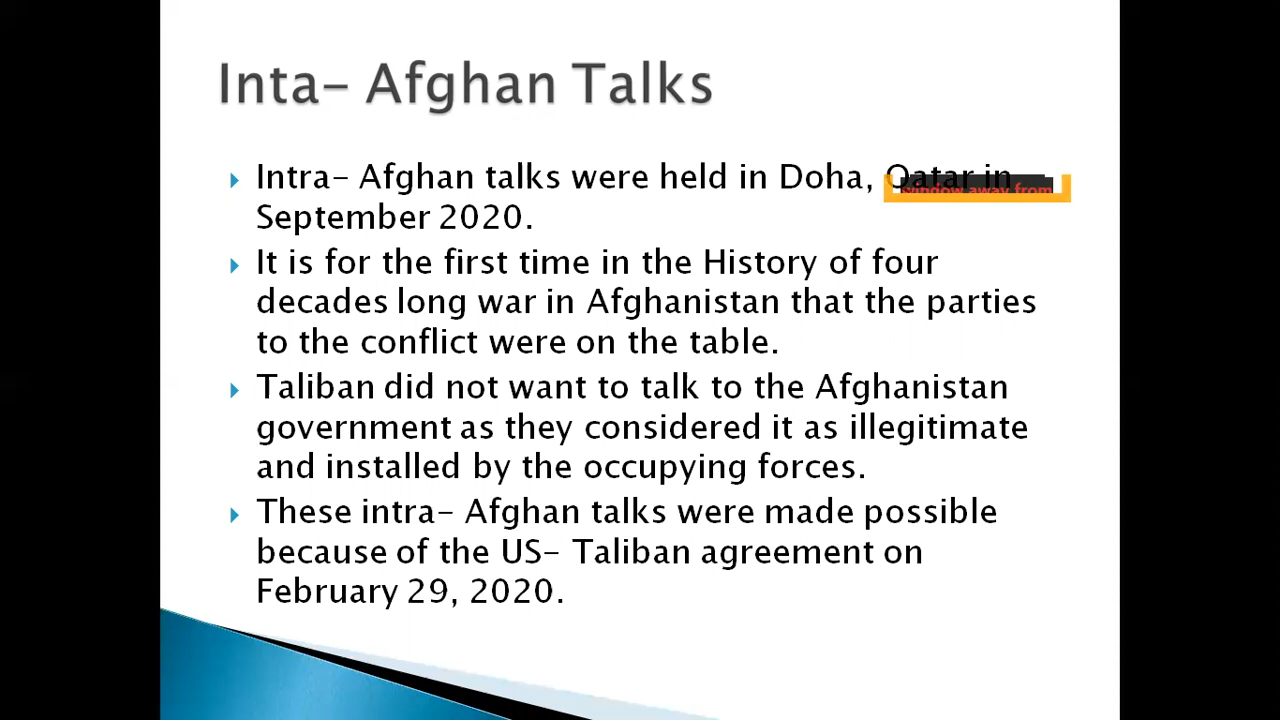 Inta- Afghan Talks
Intra- Afghan talks were held in Doha, Qatar in
window away from
September 2020.
It is for the first time in the History of four
decades long war in Afghanistan that the parties
to the conflict were on the table.
Taliban did not want to talk to the Afghanistan
government as they considered it as illegitimate
and installed by the occupying forces.
These intra- Afghan talks were made possible
because of the US- Taliban agreement on
February 29, 2020.